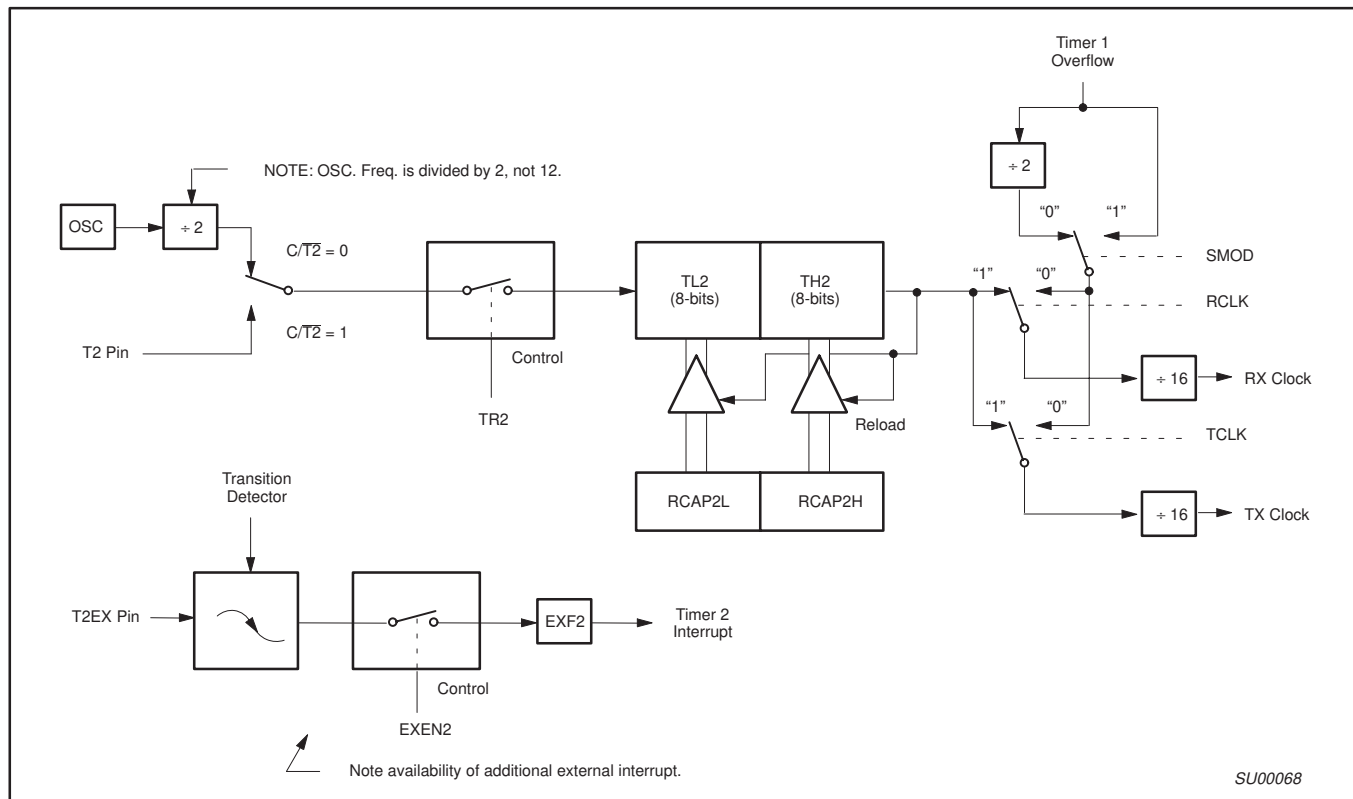 Timer 1
Overflow
÷ 2
NOTE: OSC. Freq. is divided by 2, not 12.
"0"
"1"
OSC
÷ 2
C/T2 = 0
SMOD
TL2
(8-bits)
TH2
(8-bits)
"1"
"0"
RCLK
C/T2 = 1
T2 Pin
Control
÷ 16
RX Clock
TR2
Reload
"1"
"0"
TCLK
Transition
Detector
RCAP2L
RCAP2H
÷ 16
TX Clock
T2EX Pin
EXF2
Timer 2
Interrupt
Control
EXEN2
Note availability of additional external interrupt.
SU00068